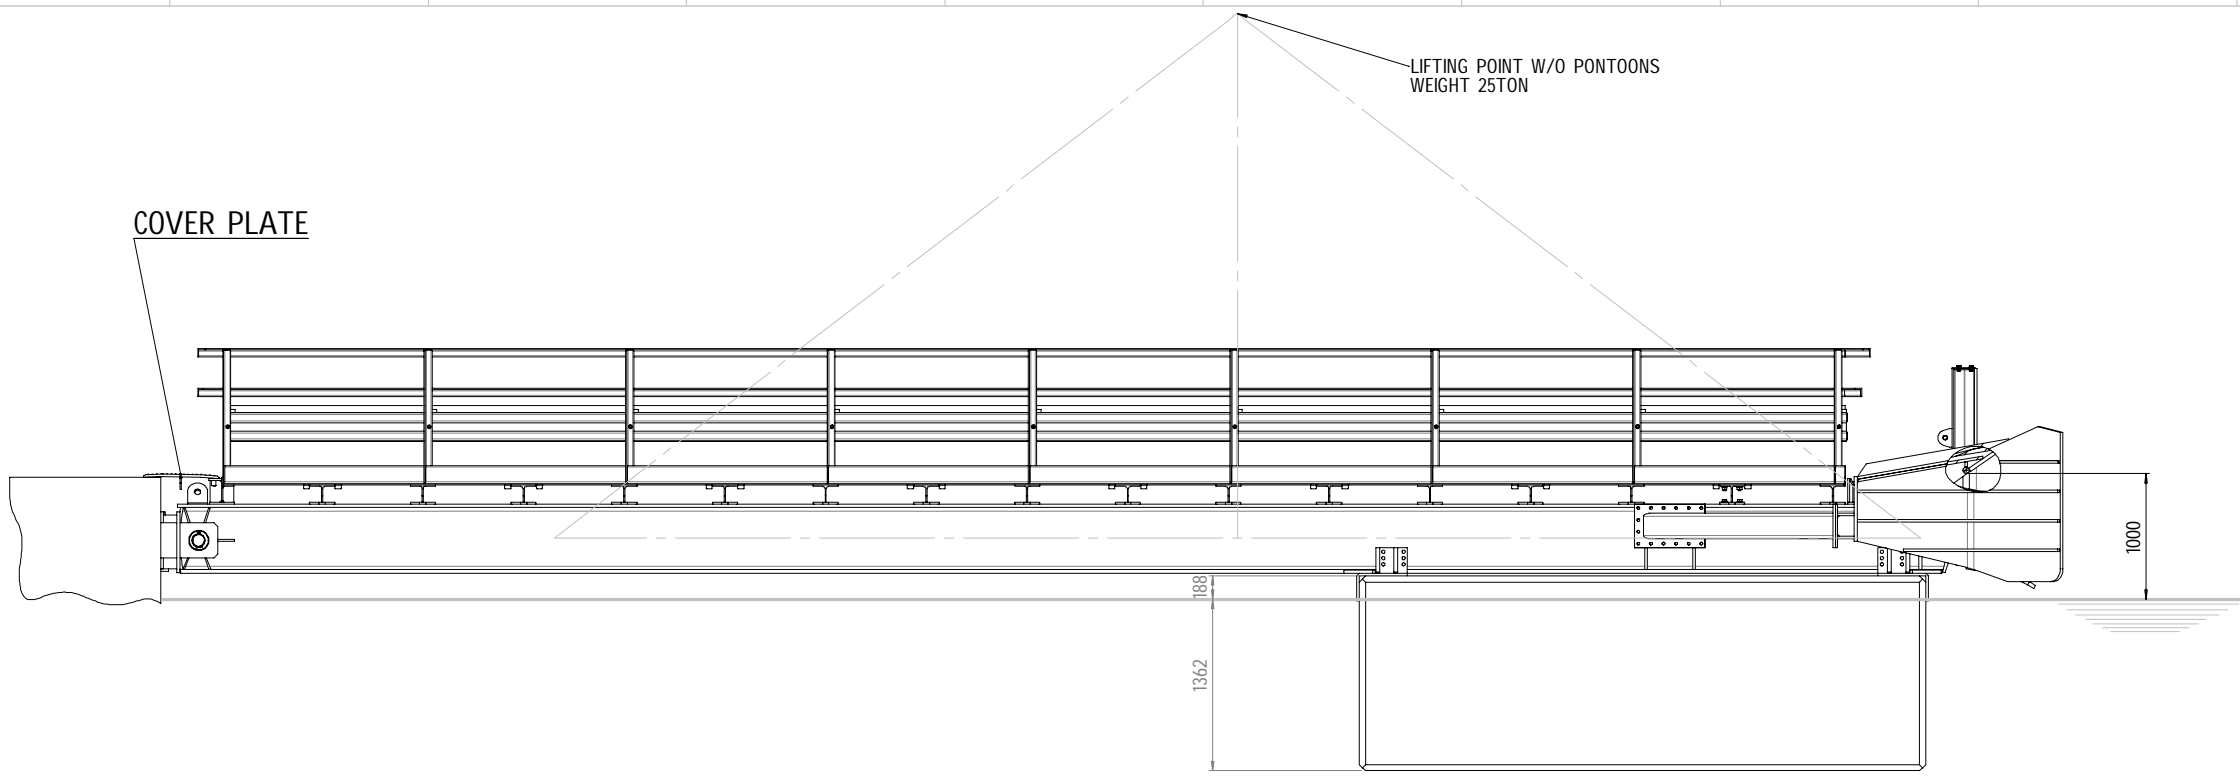 LIFTING POINT W/O PONTOONS
WEIGHT 25TON
COVER PLATE
1000
188
1362